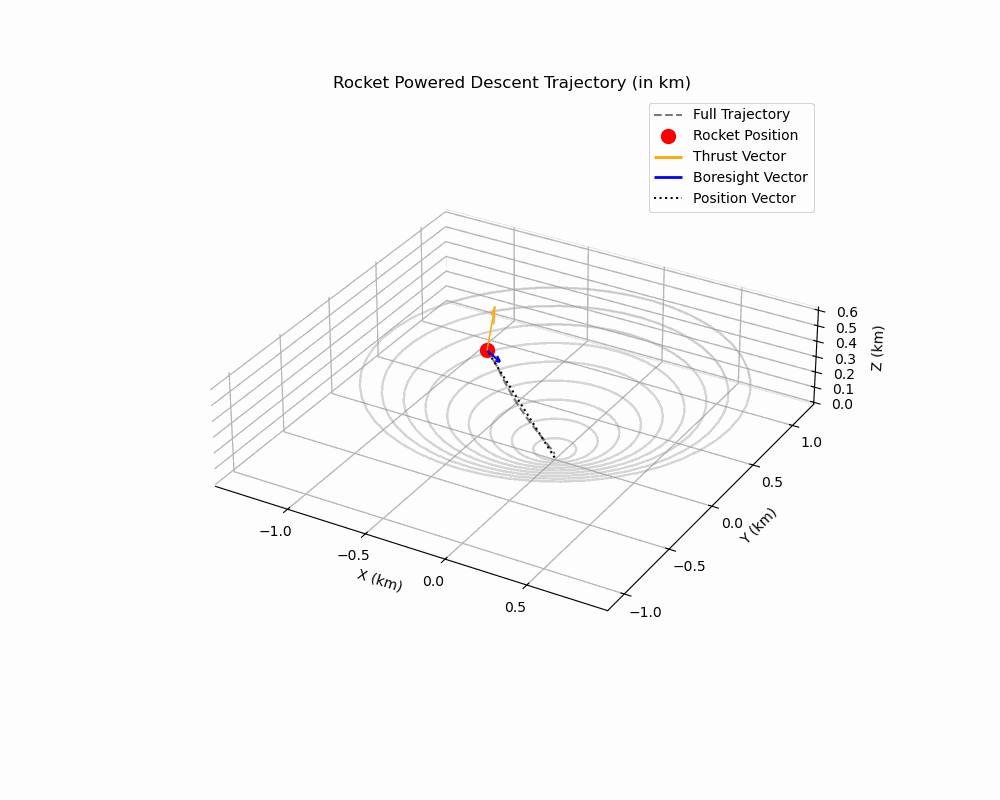 Rocket Powered Descent Trajectory (in km)
Full Trajectory
Rocket Position
Thrust Vector
Boresight Vector
Position Vector
0.6
0.5
0.4
0.3
0.2
0.1
0.0
Z (km)
1.0
0.5
0.0
−0.5
−1.0
Y (km)
−1.0
−0.5
0.0
0.5
X (km)